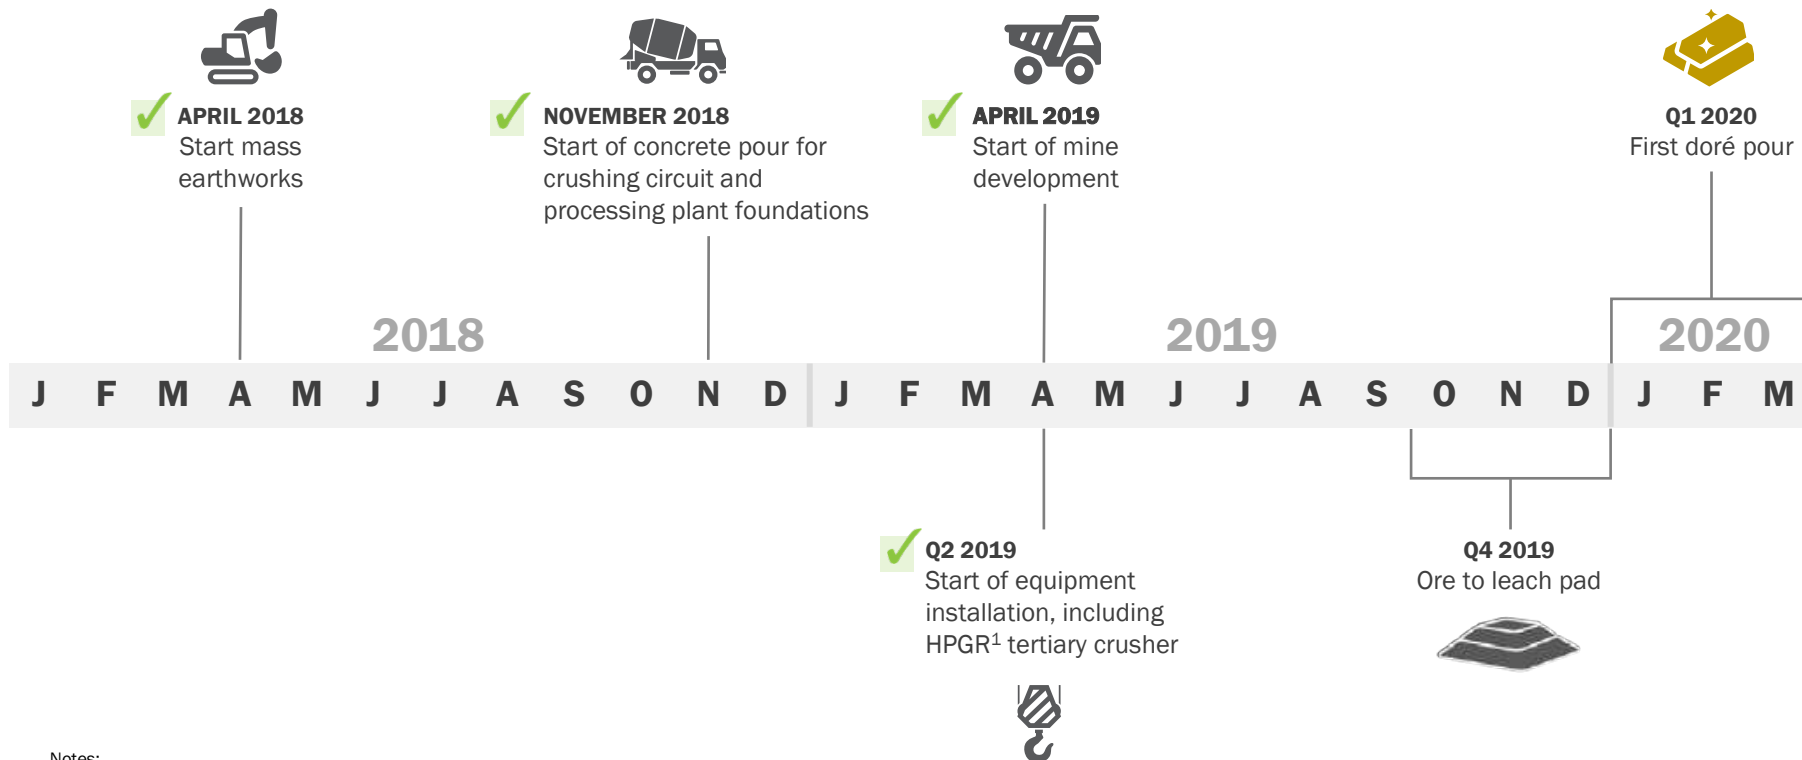 APRIL 2018
Start mass
earthworks
NOVEMBER 2018
Start of concrete pour for
crushing circuit and
processing plant foundations
APRIL 2019
Start of mine
development
Q1 2020
First doré pour
2018
2019
2020
J F M A M J J A S O N D J F M A M J J A S O N D J F M
Q2 2019
Start of equipment
installation, including
HPGR¹ tertiary crusher
Q4 2019
Ore to leach pad
Notes: